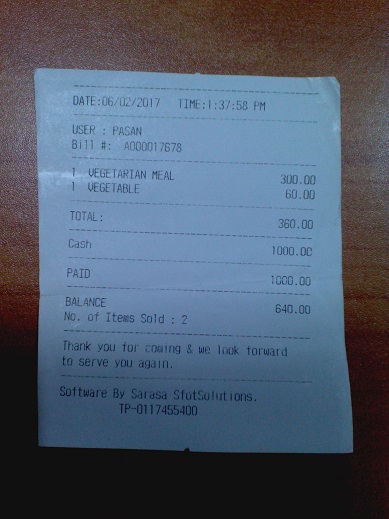 DATE:06/02/2017 TIME:1:37:58 PM
USER : PASAN
Bill #: A000017678
1 VEGETARIAN MEAL 300.00
1 VEGETABLE 60.00
TOTAL: 360.00
Cash 1000.00
PAID 1000.00
BALANCE 640.00
No. of Items Sold : 2
Thank you for coming & we look forward
to serve you again.
Software By Sarasa SfotSolutions.
TP-0117455400